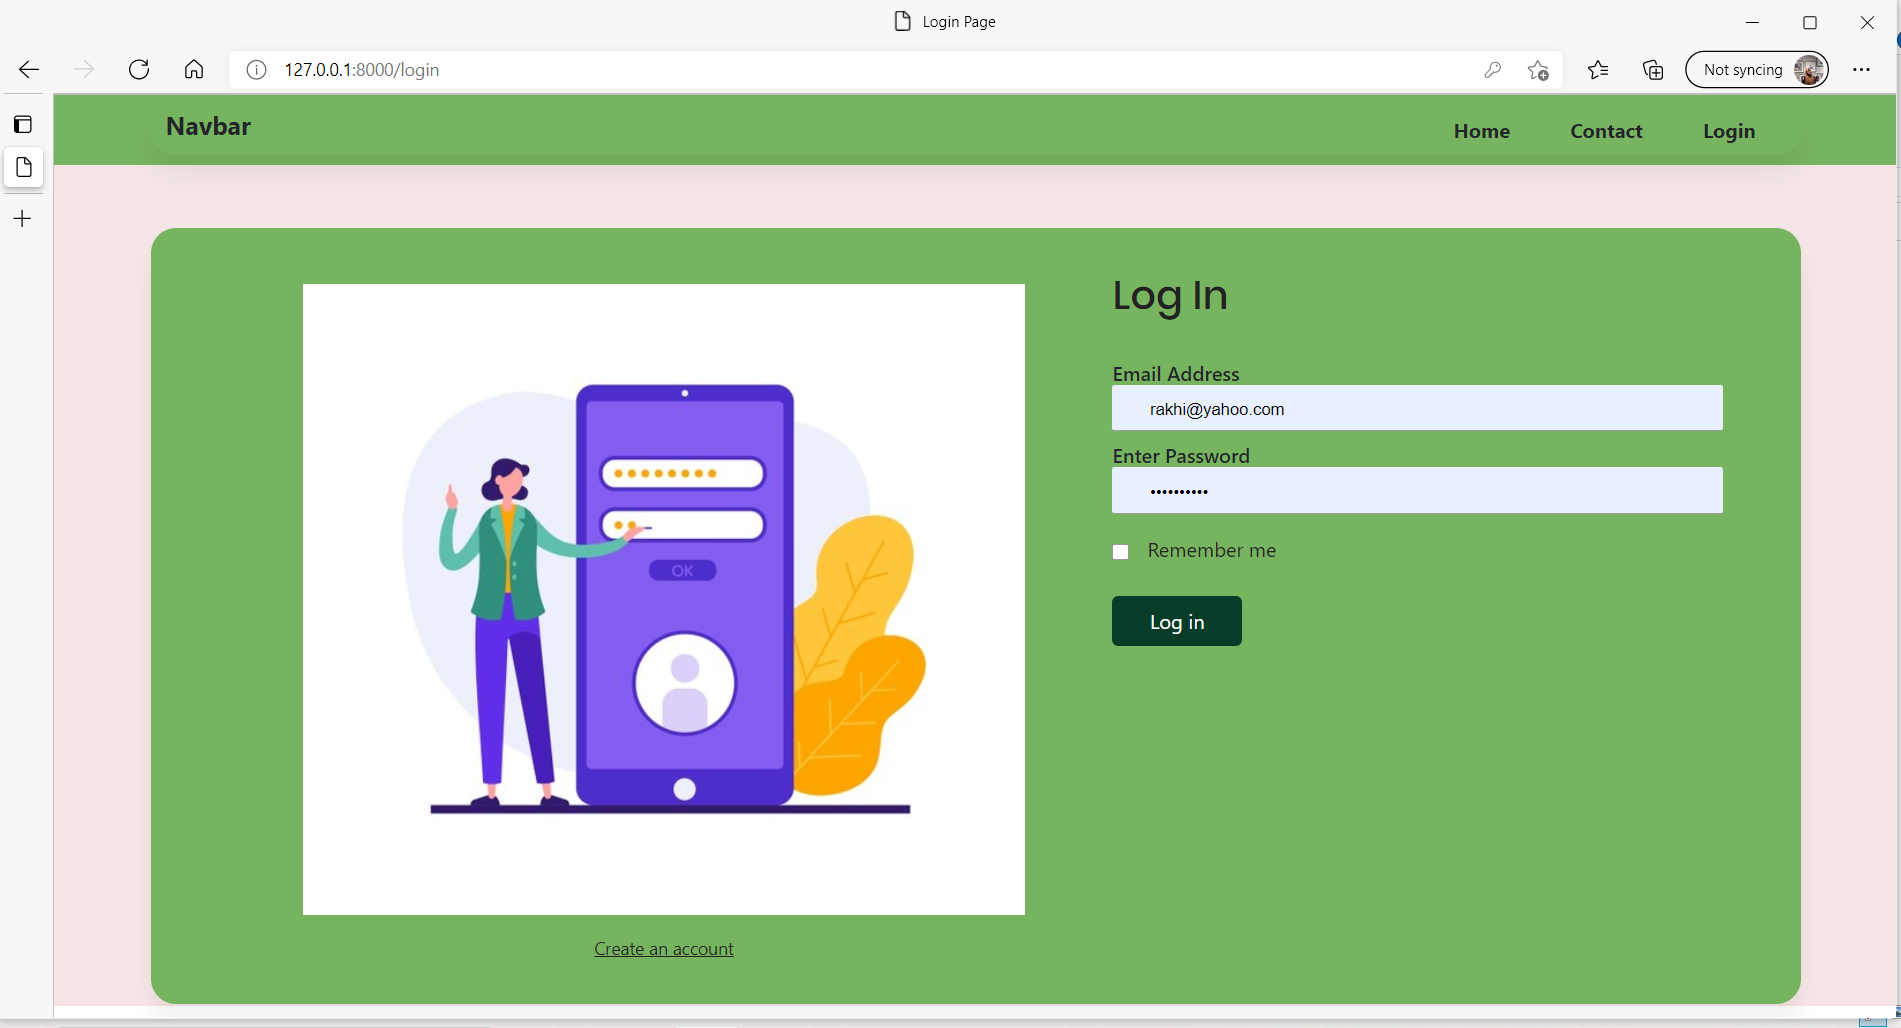 Login Page
127.0.0.1:8000/login
Not syncing
Navbar
Home Contact Login
Log In
Email Address
rakhi@yahoo.com
Enter Password
••••••••••
Remember me
Log in
OK
Create an account